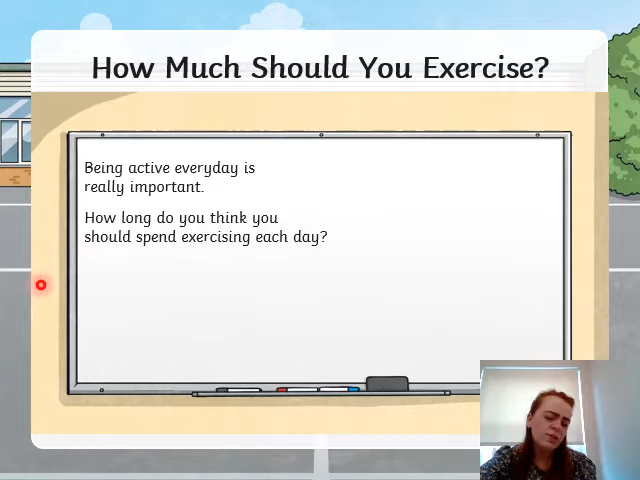 How Much Should You Exercise?
Being active everyday is
really important.
How long do you think you
should spend exercising each day?